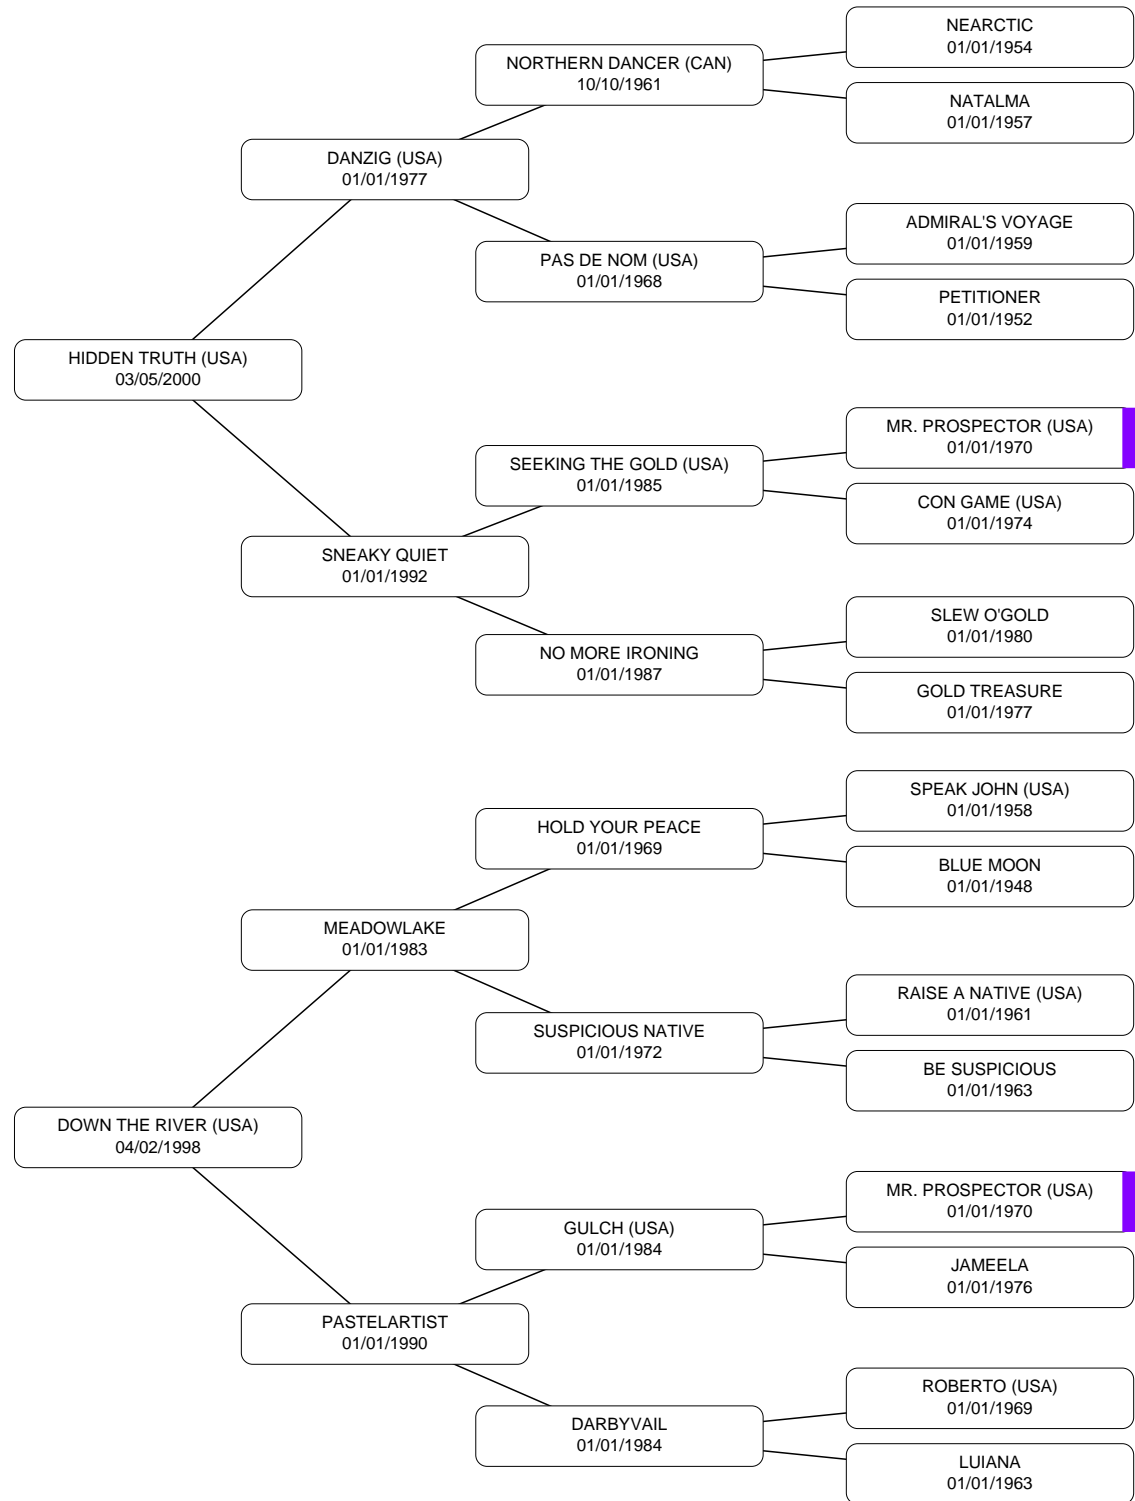 NEARCTIC
01/01/1954
NORTHERN DANCER (CAN)
10/10/1961
NATALMA
01/01/1957
DANZIG (USA)
01/01/1977
ADMIRAL'S VOYAGE
01/01/1959
PAS DE NOM (USA)
01/01/1968
PETITIONER
01/01/1952
HIDDEN TRUTH (USA)
03/05/2000
MR. PROSPECTOR (USA)
01/01/1970
SEEKING THE GOLD (USA)
01/01/1985
CON GAME (USA)
01/01/1974
SNEAKY QUIET
01/01/1992
SLEW O'GOLD
01/01/1980
NO MORE IRONING
01/01/1987
GOLD TREASURE
01/01/1977
SPEAK JOHN (USA)
01/01/1958
HOLD YOUR PEACE
01/01/1969
BLUE MOON
01/01/1948
MEADOWLAKE
01/01/1983
RAISE A NATIVE (USA)
01/01/1961
SUSPICIOUS NATIVE
01/01/1972
BE SUSPICIOUS
01/01/1963
DOWN THE RIVER (USA)
04/02/1998
MR. PROSPECTOR (USA)
01/01/1970
GULCH (USA)
01/01/1984
JAMEELA
01/01/1976
PASTELARTIST
01/01/1990
ROBERTO (USA)
01/01/1969
DARBYVAIL
01/01/1984
LUIANA
01/01/1963